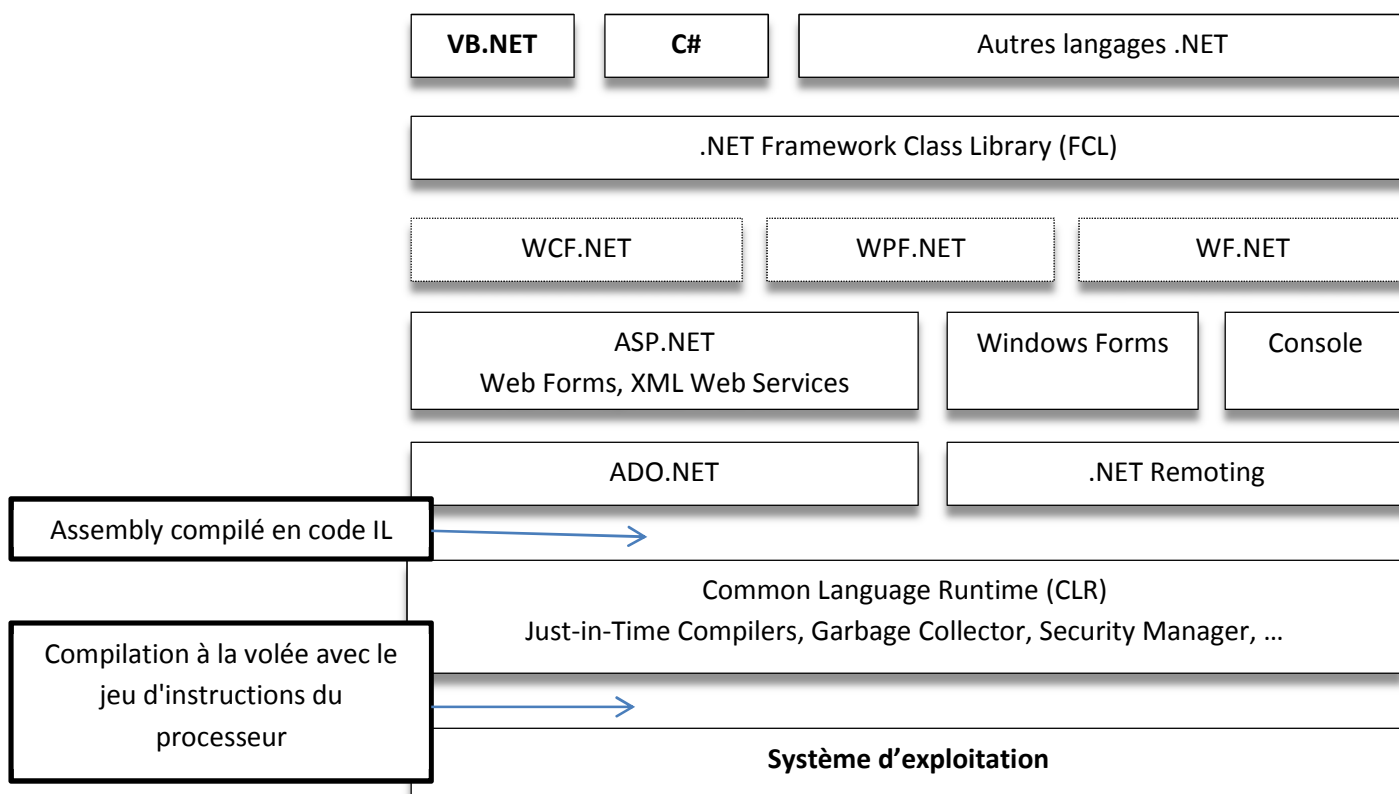 VB.NET
C#
Autres langages .NET
.NET Framework Class Library (FCL)
WCF.NET
WPF.NET
WF.NET
ASP.NET
Web Forms, XML Web Services
Windows Forms
Console
ADO.NET
.NET Remoting
Assembly compilé en code IL
Common Language Runtime (CLR)
Just-in-Time Compilers, Garbage Collector, Security Manager, …
Compilation à la volée avec le
jeu d'instructions du
processeur
Système d’exploitation